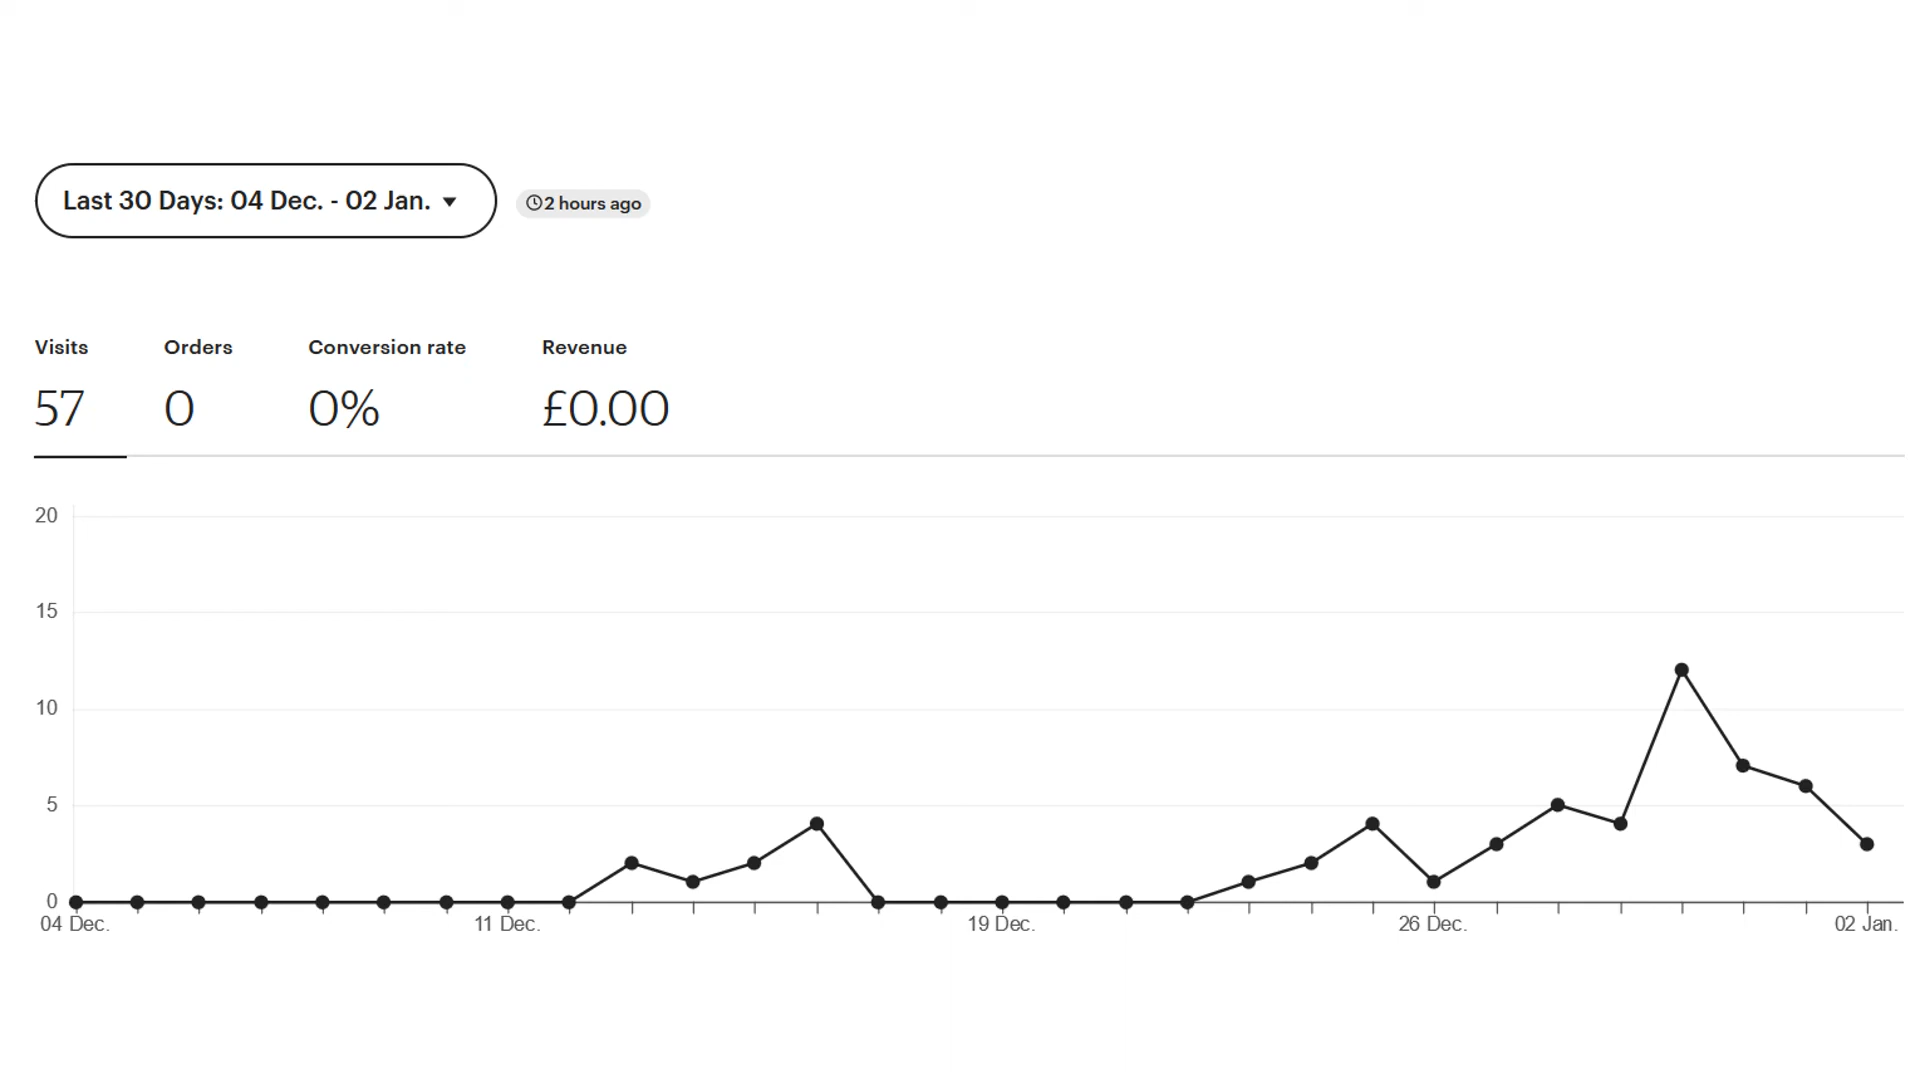 Last 30 Days: 04 Dec. - 02 Jan.
2 hours ago
Visits Orders Conversion rate Revenue
57 0 0% £0.00
20
15
10
5
0
04 Dec. 11 Dec. 19 Dec. 26 Dec. 02 Jan.